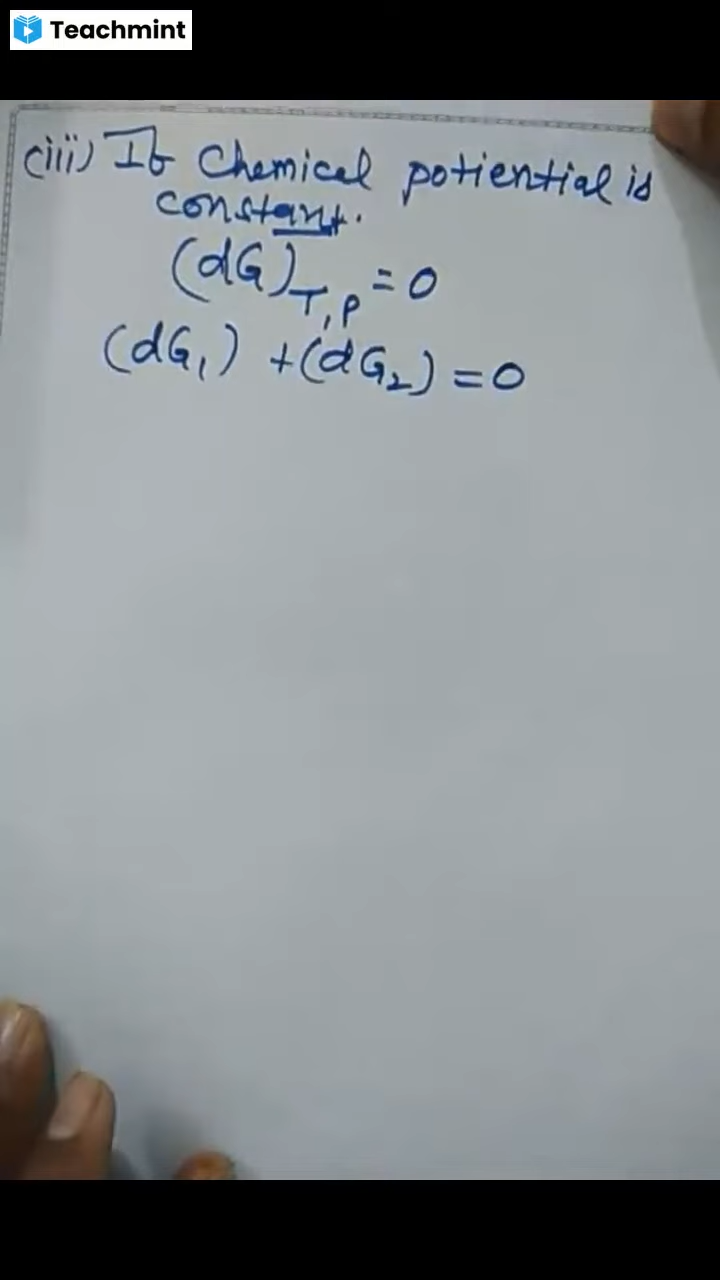 Teachmint
(iii) If Chemical potiential is
constant.
(dG)T,P = 0
(dG1) + (dG2) = 0